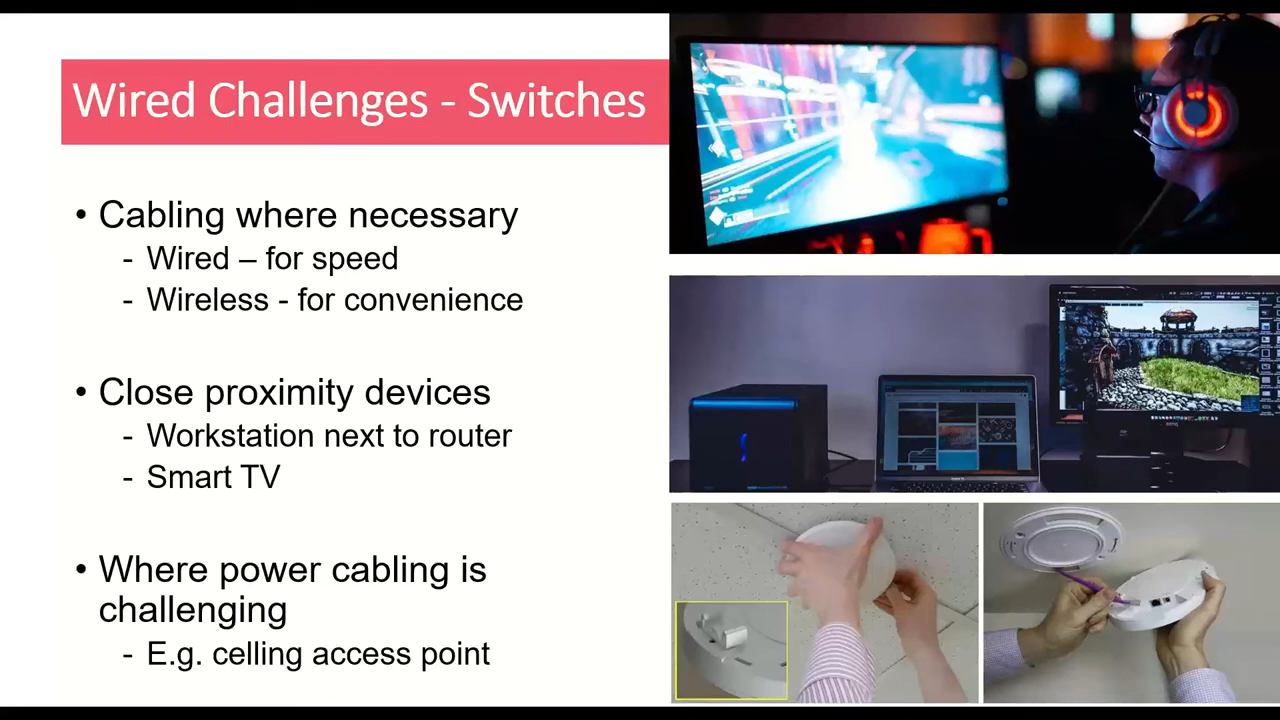 Wired Challenges - Switches
• Cabling where necessary
- Wired – for speed
- Wireless - for convenience
• Close proximity devices
- Workstation next to router
- Smart TV
• Where power cabling is
challenging
- E.g. celling access point